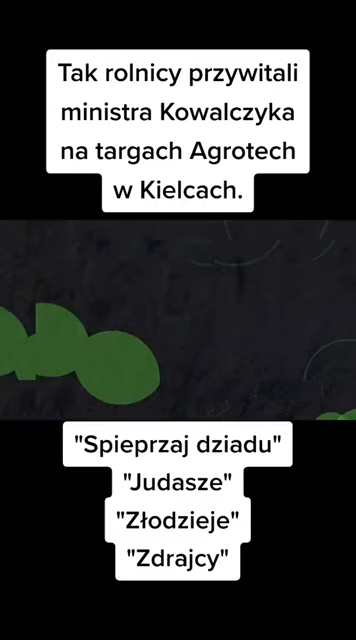 Tak rolnicy przywitali
ministra Kowalczyka
na targach Agrotech
w Kielcach.
"Spieprzaj dziadu"
"Judasze"
"Złodzieje"
"Zdrajcy"